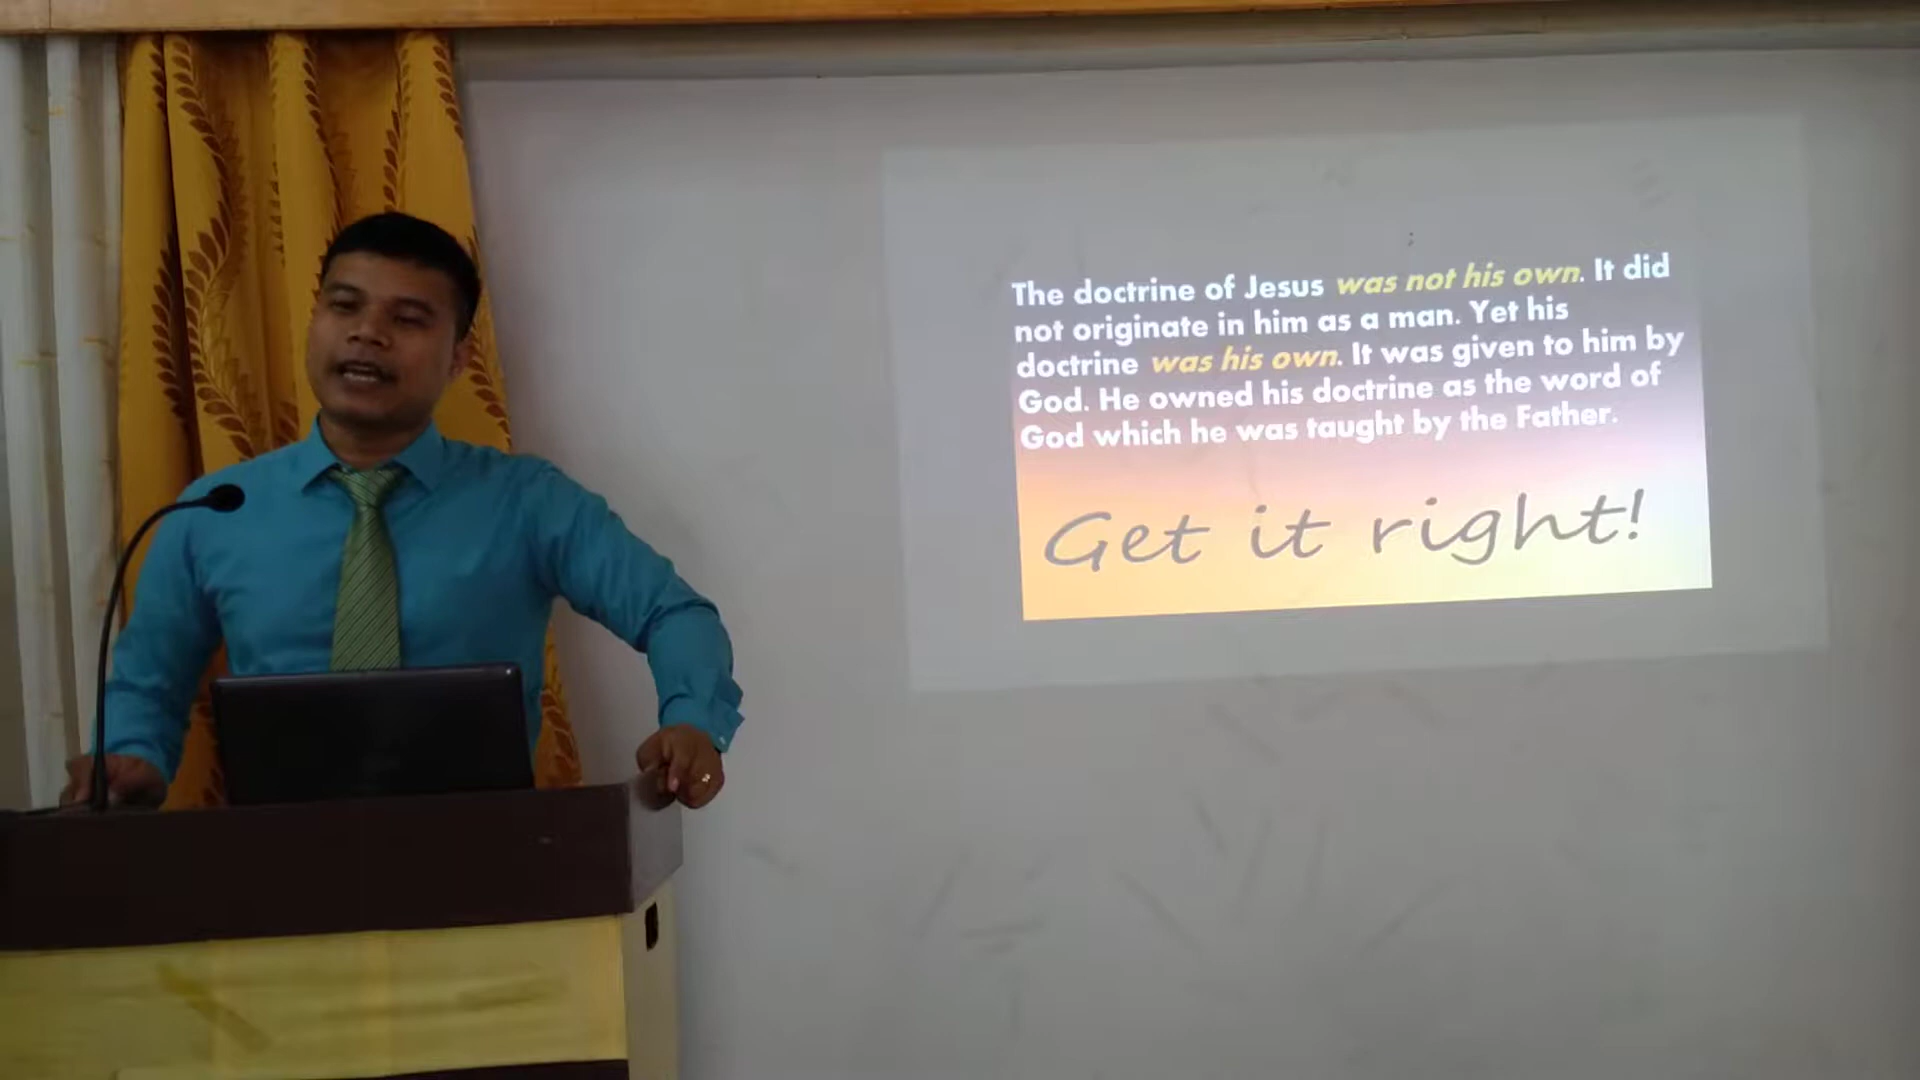 The doctrine of Jesus was not his own. It did
not originate in him as a man. Yet his
doctrine was his own. It was given to him by
God. He owned his doctrine as the word of
God which he was taught by the Father.
Get it right!